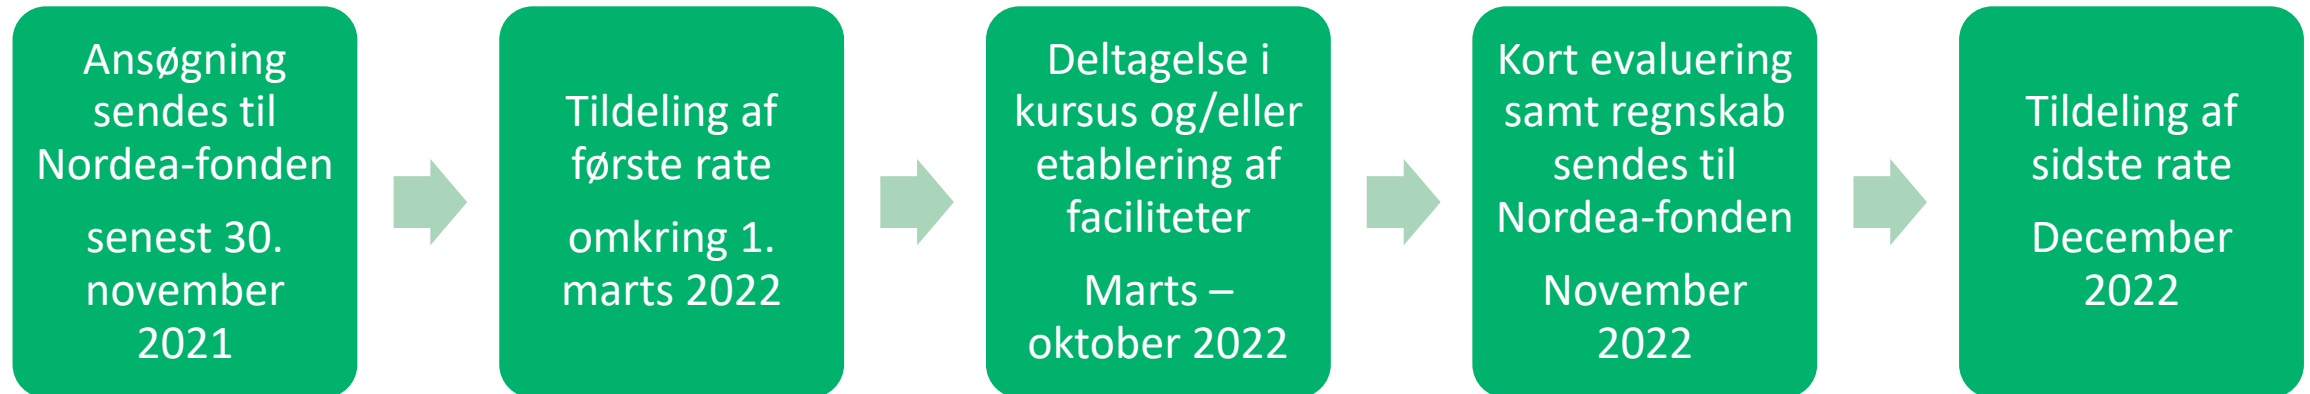 Ansøgning
sendes til
Nordea-fonden
senest 30.
november
2021
Tildeling af
første rate
omkring 1.
marts 2022
Deltagelse i
kursus og/eller
etablering af
faciliteter
Marts –
oktober 2022
Kort evaluering
samt regnskab
sendes til
Nordea-fonden
November
2022
Tildeling af
sidste rate
December
2022